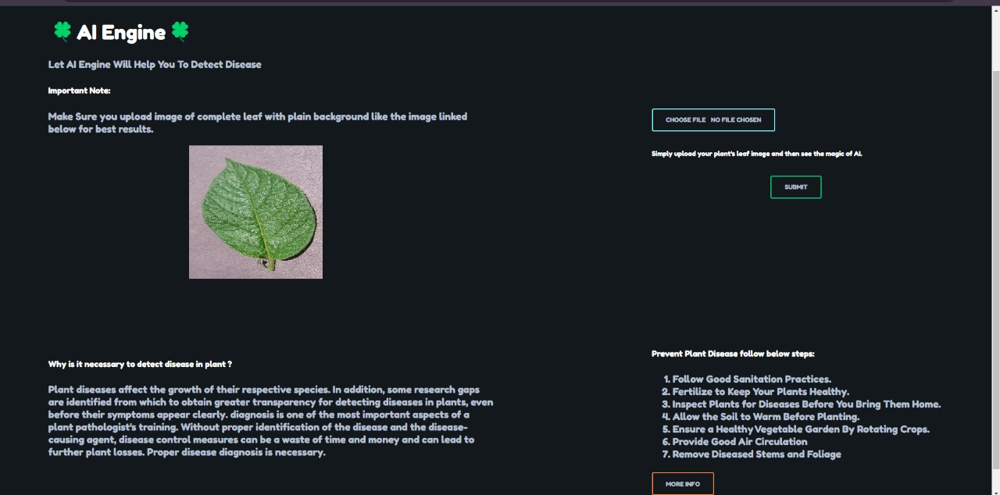 AI Engine
Let AI Engine Will Help You To Detect Disease
Important Note:
Make Sure you upload image of complete leaf with plain background like the image linked
below for best results.
CHOOSE FILE NO FILE CHOSEN
Simply upload your plant's leaf image and then see the magic of AI.
SUBMIT
Why is it necessary to detect disease in plant ?
Plant diseases affect the growth of their respective species. In addition, some research gaps
are identified from which to obtain greater transparency for detecting diseases in plants, even
before their symptoms appear clearly. diagnosis is one of the most important aspects of a
plant pathologist's training. Without proper identification of the disease and the disease-
causing agent, disease control measures can be a waste of time and money and can lead to
further plant losses. Proper disease diagnosis is necessary.
Prevent Plant Disease follow below steps:
1. Follow Good Sanitation Practices.
2. Fertilize to Keep Your Plants Healthy.
3. Inspect Plants for Diseases Before You Bring Them Home.
4. Allow the Soil to Warm Before Planting.
5. Ensure a Healthy Vegetable Garden By Rotating Crops.
6. Provide Good Air Circulation
7. Remove Diseased Stems and Foliage
MORE INFO